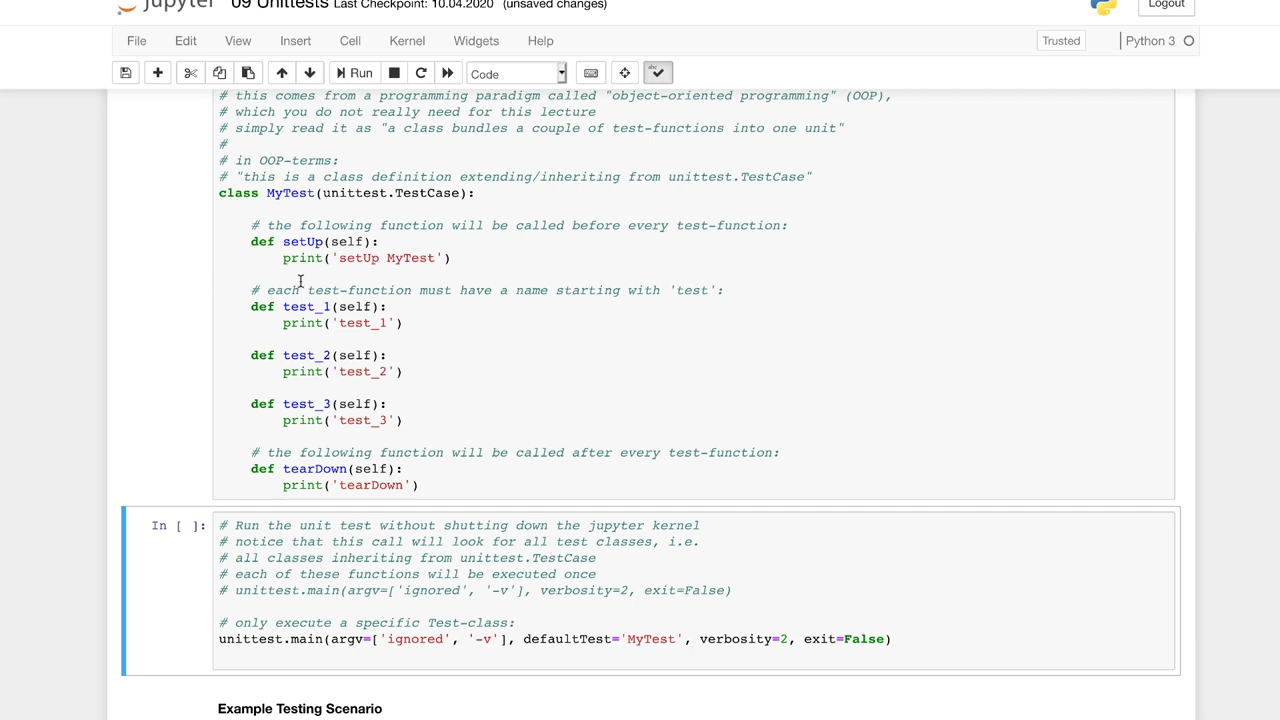 jupyter 09 Unittests Last Checkpoint: 10.04.2020 (unsaved changes) Logout
File Edit View Insert Cell Kernel Widgets Help Trusted Python 3
Run Code
# this comes from a programming paradigm called "object-oriented programming" (OOP),
# which you do not really need for this lecture
# simply read it as "a class bundles a couple of test-functions into one unit"
#
# in OOP-terms:
# "this is a class definition extending/inheriting from unittest.TestCase"
class MyTest(unittest.TestCase):
# the following function will be called before every test-function:
def setUp(self):
print('setUp MyTest')
# each test-function must have a name starting with 'test':
def test_1(self):
print('test_1')
def test_2(self):
print('test_2')
def test_3(self):
print('test_3')
# the following function will be called after every test-function:
def tearDown(self):
print('tearDown')
In [ ]: # Run the unit test without shutting down the jupyter kernel
# notice that this call will look for all test classes, i.e.
# all classes inheriting from unittest.TestCase
# each of these functions will be executed once
# unittest.main(argv=['ignored', '-v'], verbosity=2, exit=False)
# only execute a specific Test-class:
unittest.main(argv=['ignored', '-v'], defaultTest='MyTest', verbosity=2, exit=False)
Example Testing Scenario